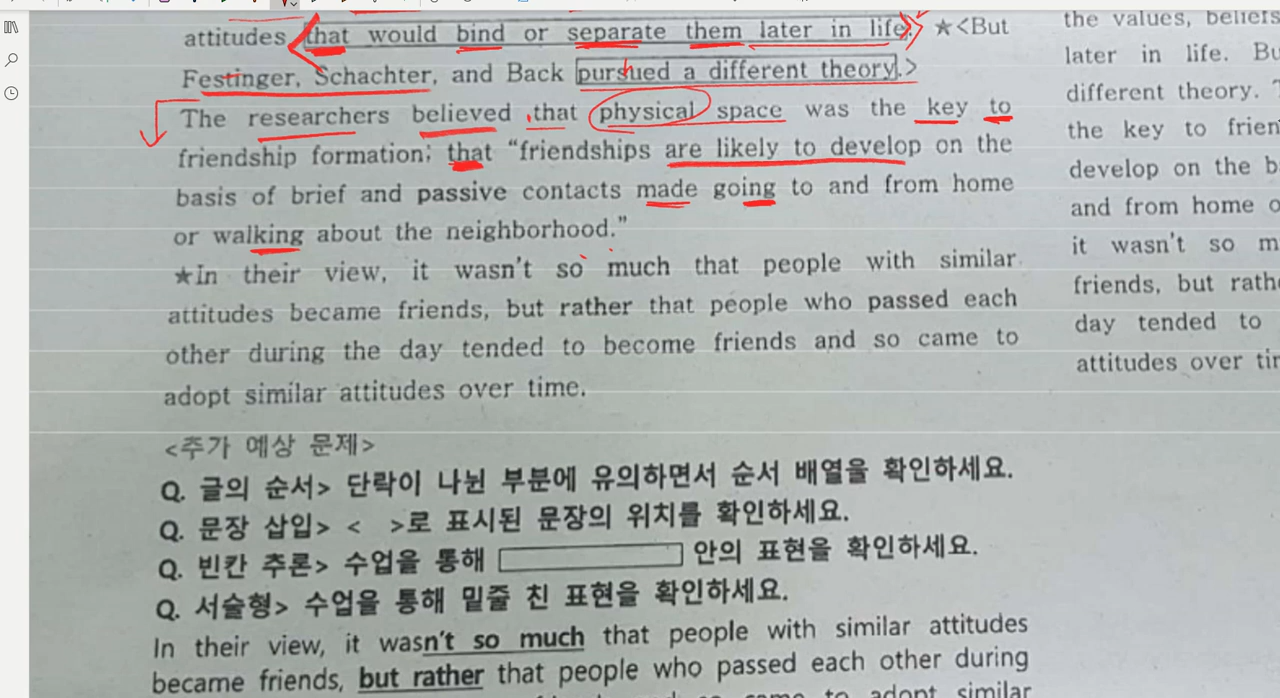 attitudes that would bind or separate them later in life. ★<But
Festinger, Schachter, and Back pursued a different theory.>
The researchers believed that physical space was the key to
friendship formation; that “friendships are likely to develop on the
basis of brief and passive contacts made going to and from home
or walking about the neighborhood.”
★In their view, it wasn't so much that people with similar
attitudes became friends, but rather that people who passed each
other during the day tended to become friends and so came to
adopt similar attitudes over time.
<추가 예상 문제>
Q. 글의 순서> 단락이 나뉜 부분에 유의하면서 순서 배열을 확인하세요.
Q. 문장 삽입> < >로 표시된 문장의 위치를 확인하세요.
Q. 빈칸 추론> 수업을 통해 안의 표현을 확인하세요.
Q. 서술형> 수업을 통해 밑줄 친 표현을 확인하세요.
In their view, it wasn't so much that people with similar attitudes
became friends, but rather that people who passed each other during
to adopt similar
the values, beliefs
later in life. Bu
different theory.
the key to frien
develop on the b
and from home o
it wasn't so m
friends, but rath
day tended to
attitudes over tir